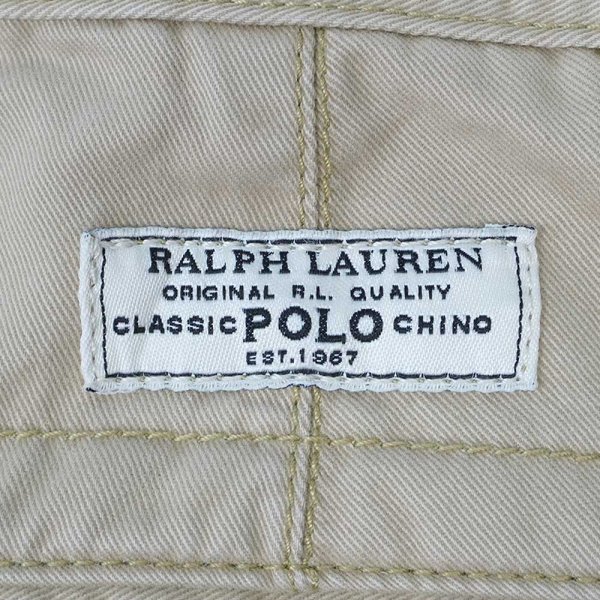 RALPH LAUREN
ORIGINAL R.L. QUALITY
CLASSIC POLO CHINO
EST.1967